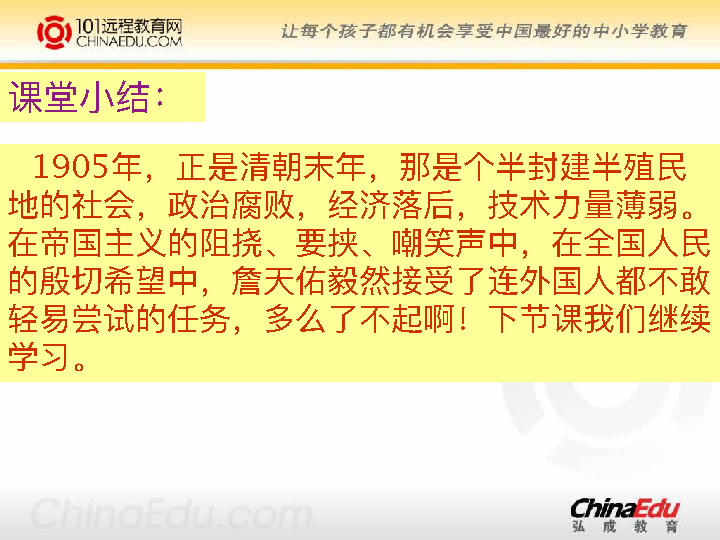 101远程教育网
CHINAEDU.COM
让每个孩子都有机会享受中国最好的中小学教育
课堂小结：
1905年，正是清朝末年，那是个半封建半殖民
地的社会，政治腐败，经济落后，技术力量薄弱。
在帝国主义的阻挠、要挟、嘲笑声中，在全国人民
的殷切希望中，詹天佑毅然接受了连外国人都不敢
轻易尝试的任务，多么了不起啊！下节课我们继续
学习。
ChinaEdu.com
ChinaEdu
弘成教育